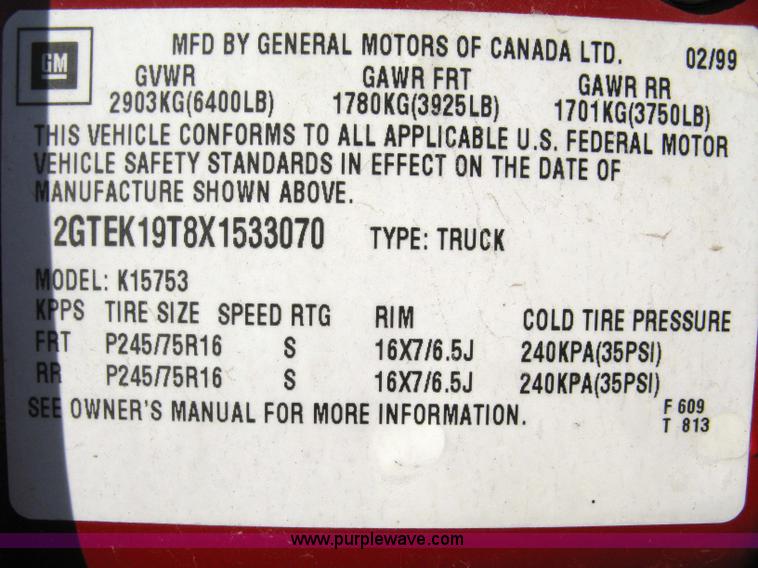 GM
MFD BY GENERAL MOTORS OF CANADA LTD. 02/99
GVWR GAWR FRT GAWR RR
2903KG(6400LB) 1780KG(3925LB) 1701KG(3750LB)
THIS VEHICLE CONFORMS TO ALL APPLICABLE U.S. FEDERAL MOTOR
VEHICLE SAFETY STANDARDS IN EFFECT ON THE DATE OF
MANUFACTURE SHOWN ABOVE.
2GTEK19T8X1533070 TYPE: TRUCK
MODEL: K15753
KPPS TIRE SIZE SPEED RTG RIM COLD TIRE PRESSURE
FRT P245/75R16 S 16X7/6.5J 240KPA(35PSI)
RR P245/75R16 S 16X7/6.5J 240KPA(35PSI)
SEE OWNER'S MANUAL FOR MORE INFORMATION. F 609
T 813
www.purplewave.com